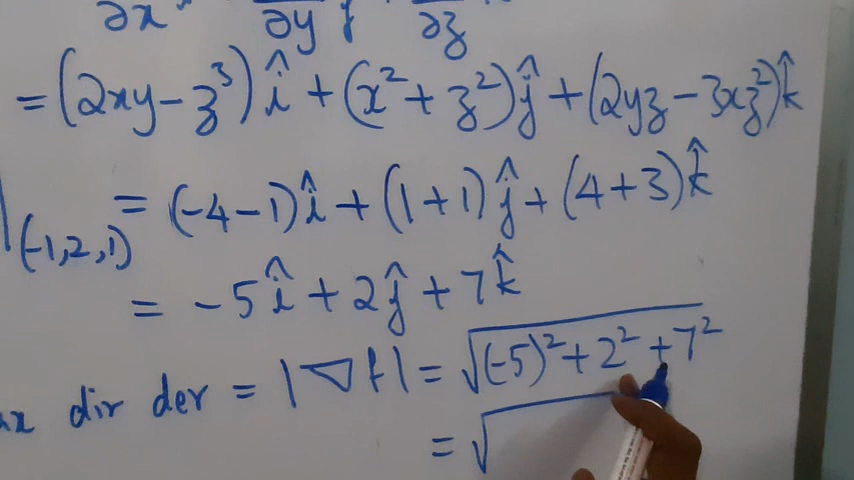 ∂x ∂y ĵ ∂z
= (2xy - z³) î + (x² + z²) ĵ + (2yz - 3xz²) k̂
|(-1,2,1) = (-4-1) î + (1+1) ĵ + (4+3) k̂
= -5 î + 2 ĵ + 7 k̂
dir der = |∇f| = √((-5)² + 2² + 7²)
= √